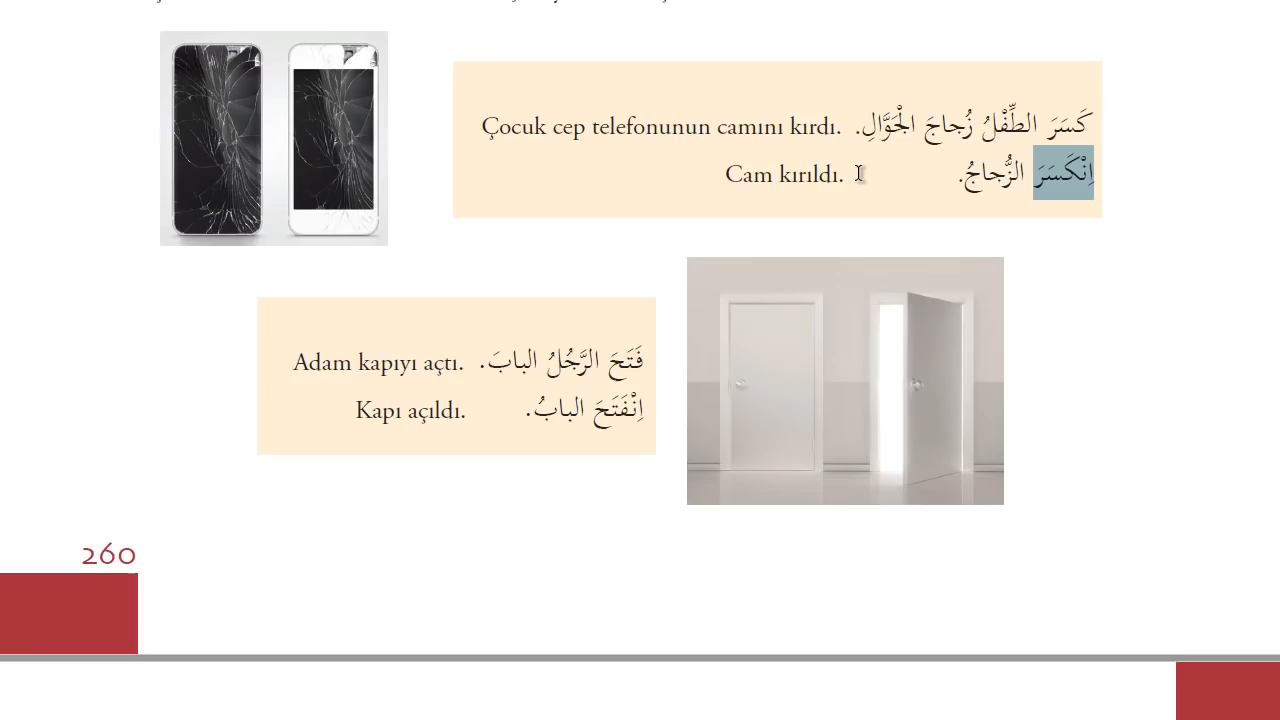 Çocuk cep telefonunun camını kırdı. كَسَرَ الطِّفْلُ زُجاجَ الْجَوَّالِ.
Cam kırıldı. اِنْكَسَرَ الزُّجاجُ.
Adam kapıyı açtı. فَتَحَ الرَّجُلُ البابَ.
Kapı açıldı. اِنْفَتَحَ البابُ.
260